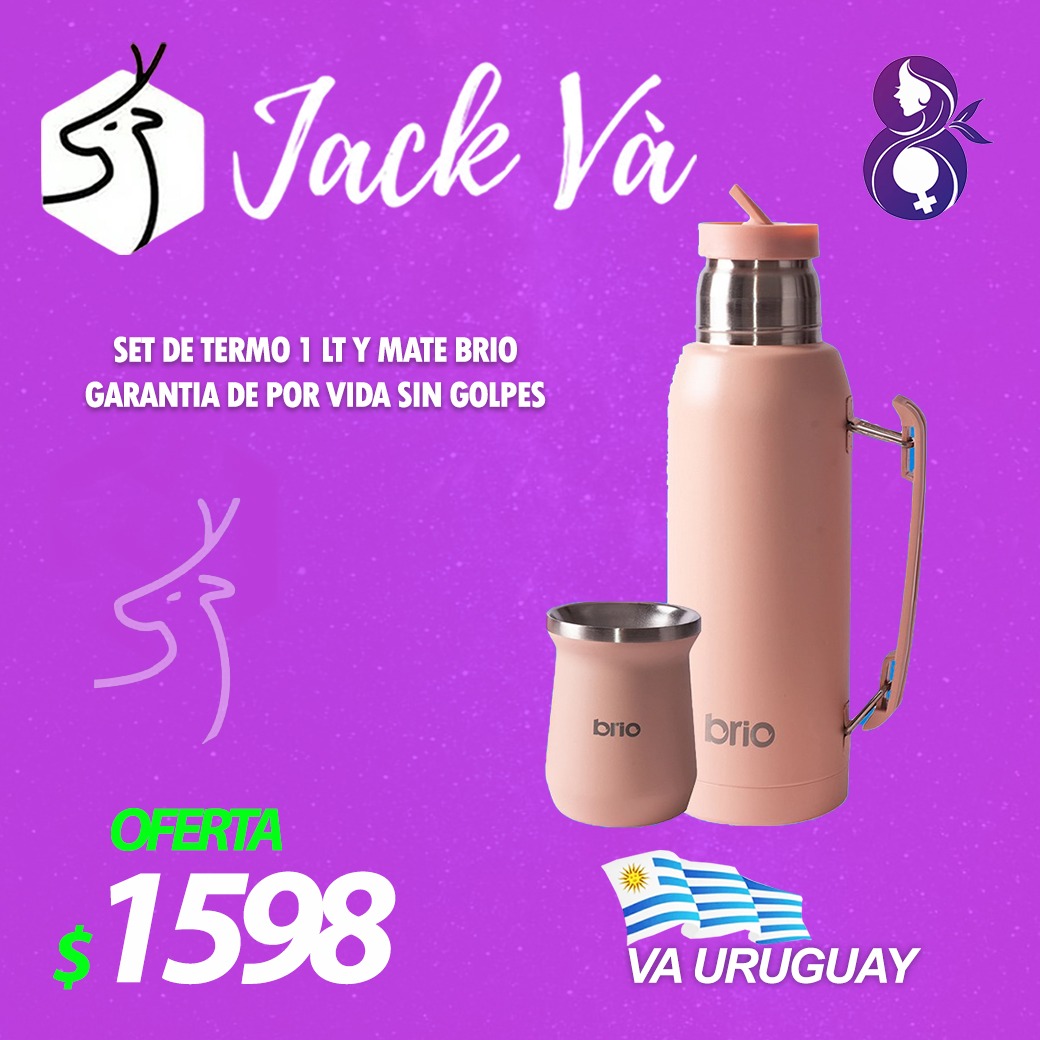 Jack Và
SET DE TERMO 1 LT Y MATE BRIO
GARANTIA DE POR VIDA SIN GOLPES
brio
brio
OFERTA
$ 1598
VA URUGUAY